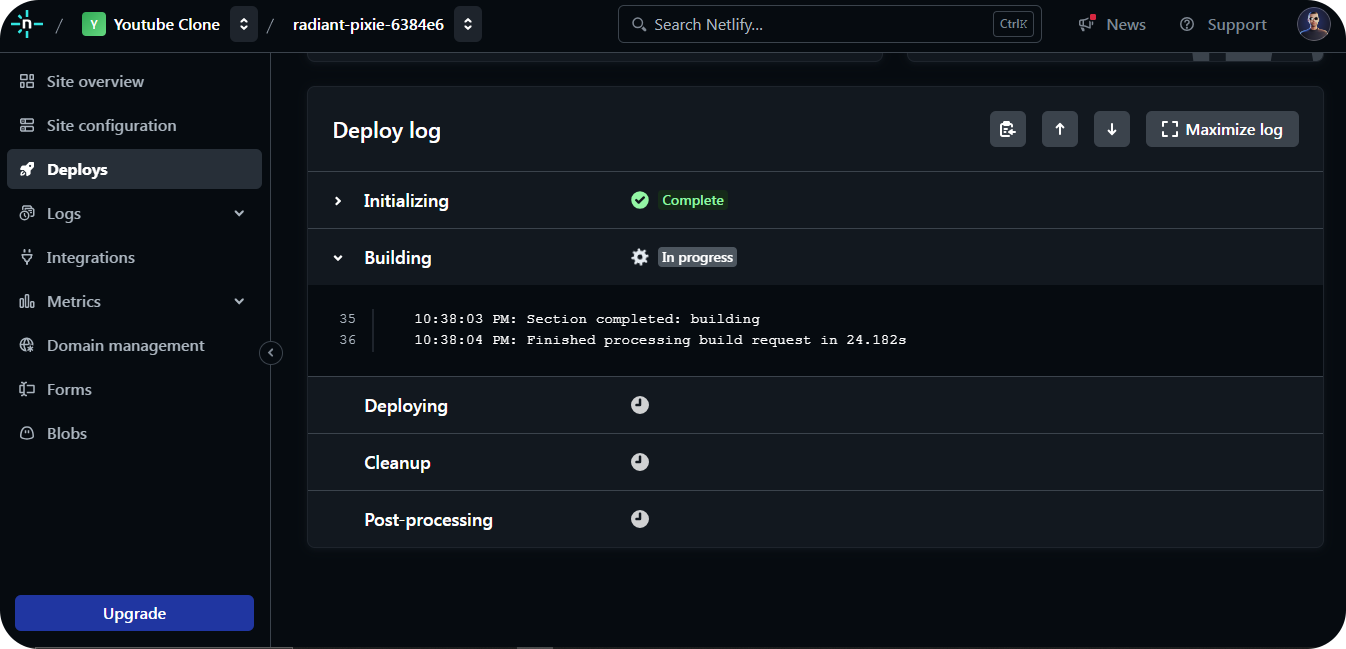 n / Y Youtube Clone / radiant-pixie-6384e6 Search Netlify... CtrlK News Support
Site overview
Site configuration
Deploys
Logs
Integrations
Metrics
Domain management
Forms
Blobs
Upgrade
Deploy log Maximize log
Initializing Complete
Building In progress
35 10:38:03 PM: Section completed: building
36 10:38:04 PM: Finished processing build request in 24.182s
Deploying
Cleanup
Post-processing